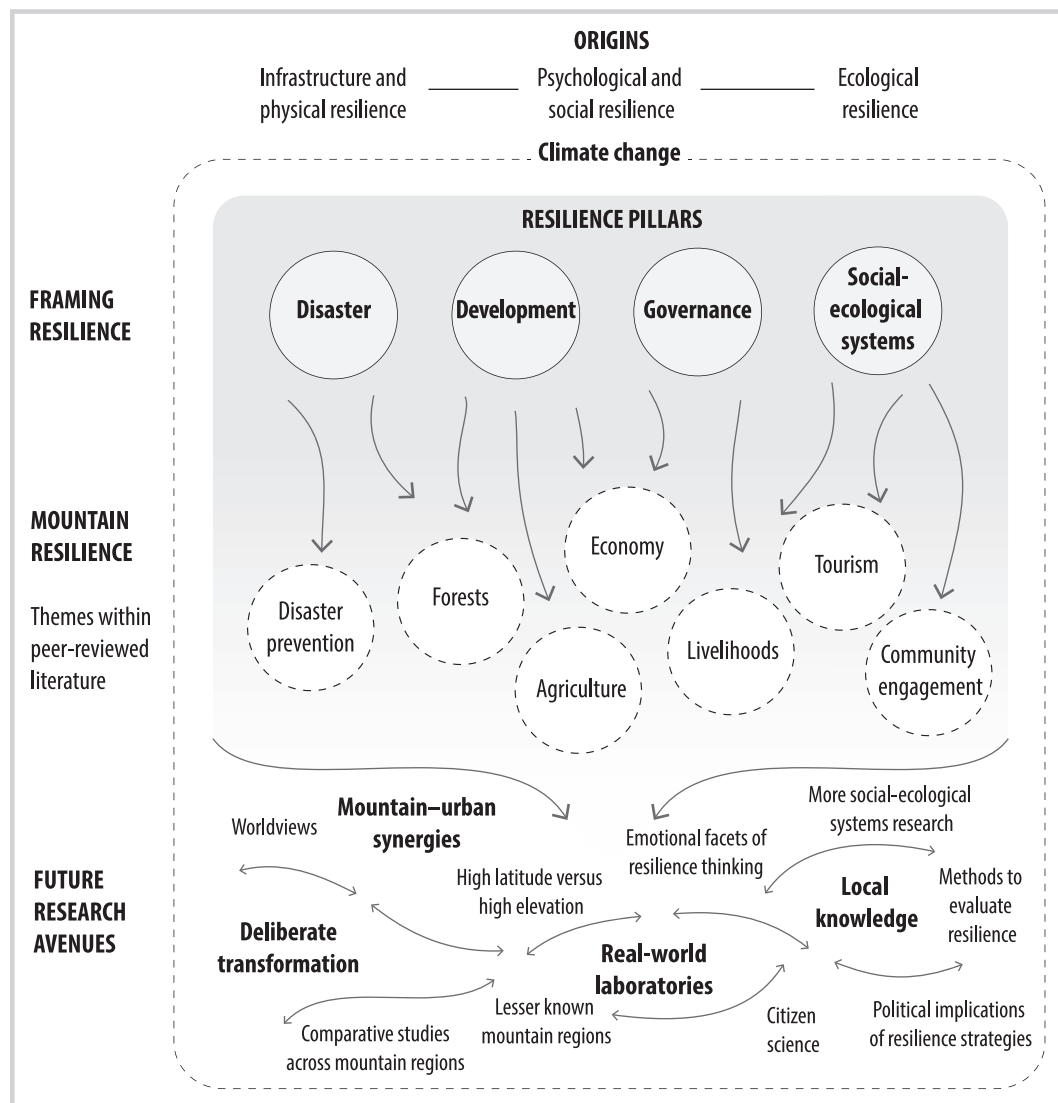 ORIGINS
Infrastructure and
physical resilience
Psychological and
social resilience
Ecological
resilience
Climate change
RESILIENCE PILLARS
FRAMING
RESILIENCE
Disaster
Development
Governance
Social-
ecological
systems
MOUNTAIN
RESILIENCE
Themes within
peer-reviewed
literature
Disaster
prevention
Forests
Economy
Agriculture
Livelihoods
Tourism
Community
engagement
FUTURE
RESEARCH
AVENUES
Worldviews
Mountain–urban
synergies
Emotional facets of
resilience thinking
More social-ecological
systems research
High latitude versus
high elevation
Local
knowledge
Methods to
evaluate
resilience
Deliberate
transformation
Real-world
laboratories
Comparative studies
across mountain regions
Lesser known
mountain regions
Citizen
science
Political implications
of resilience strategies